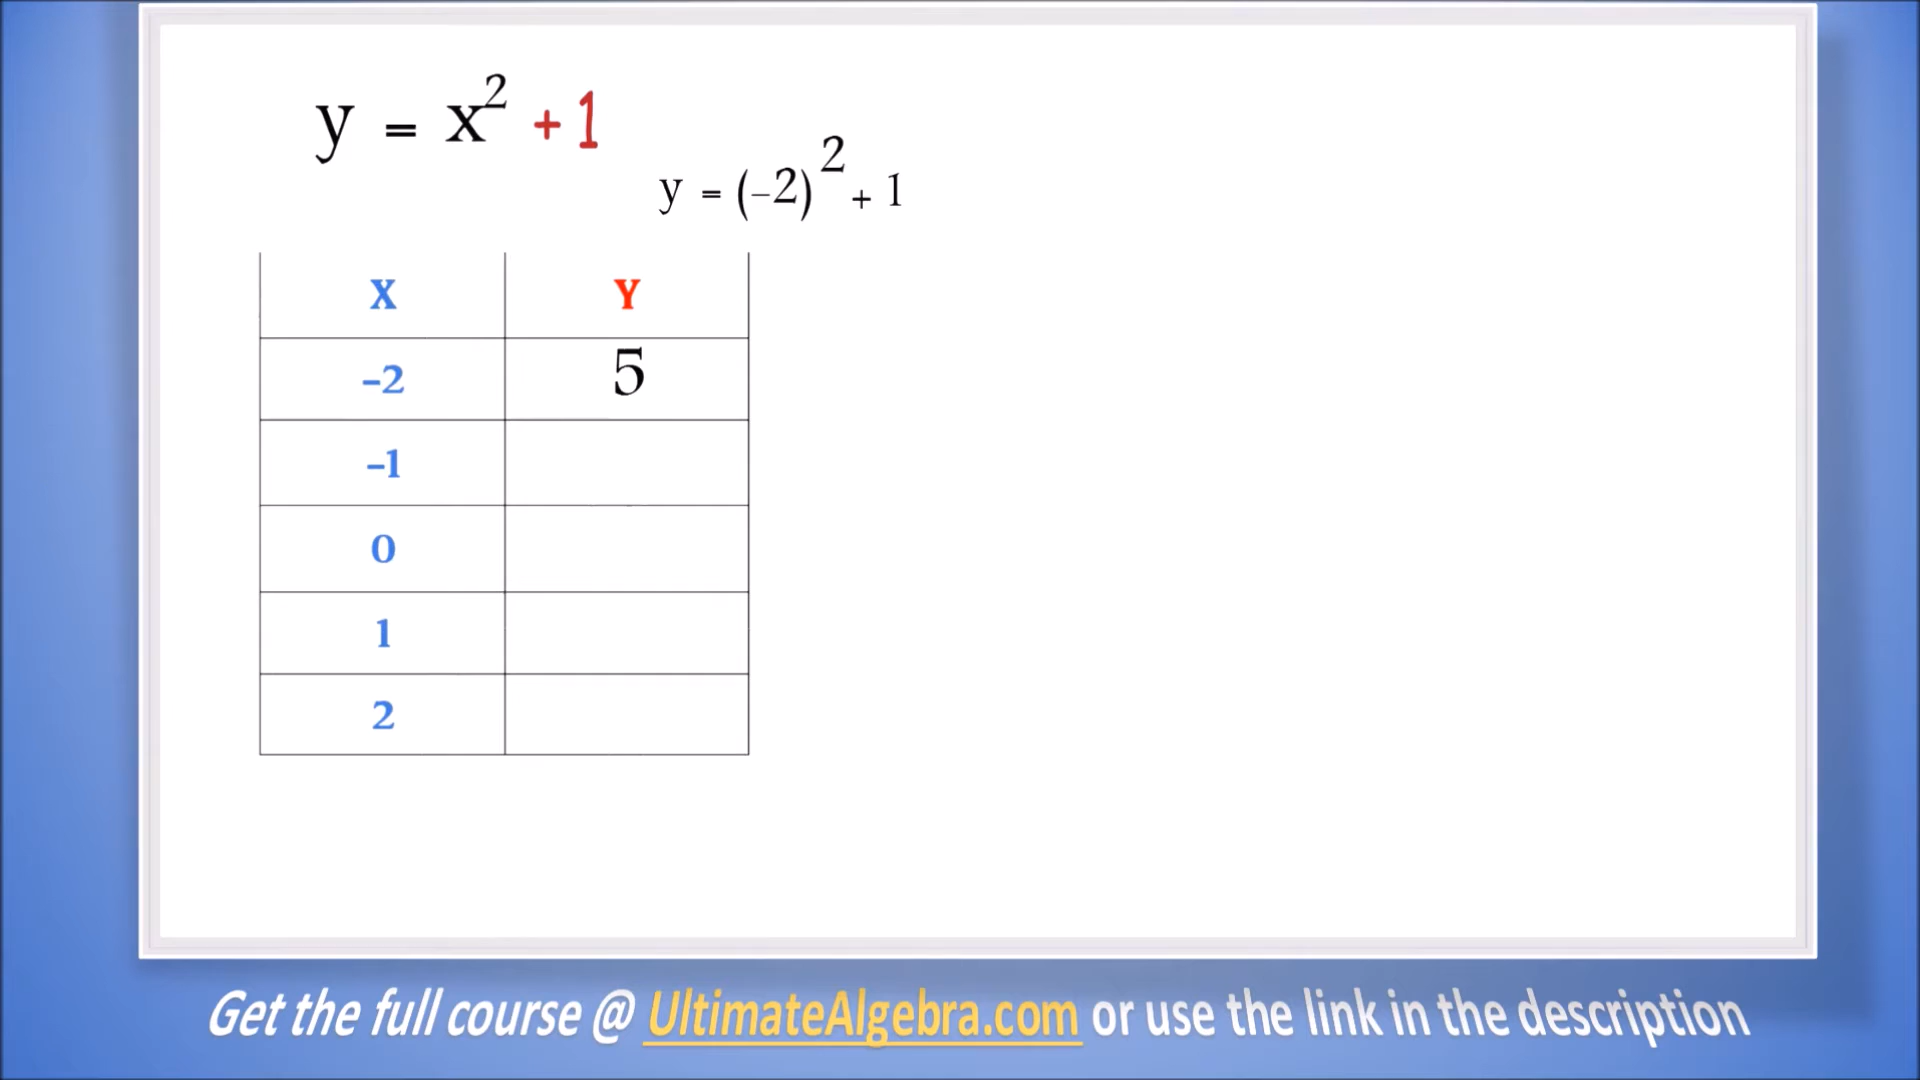 y = x² + 1
y = (–2)² + 1
X Y
–2 5
–1
0
1
2
Get the full course @ UltimateAlgebra.com or use the link in the description